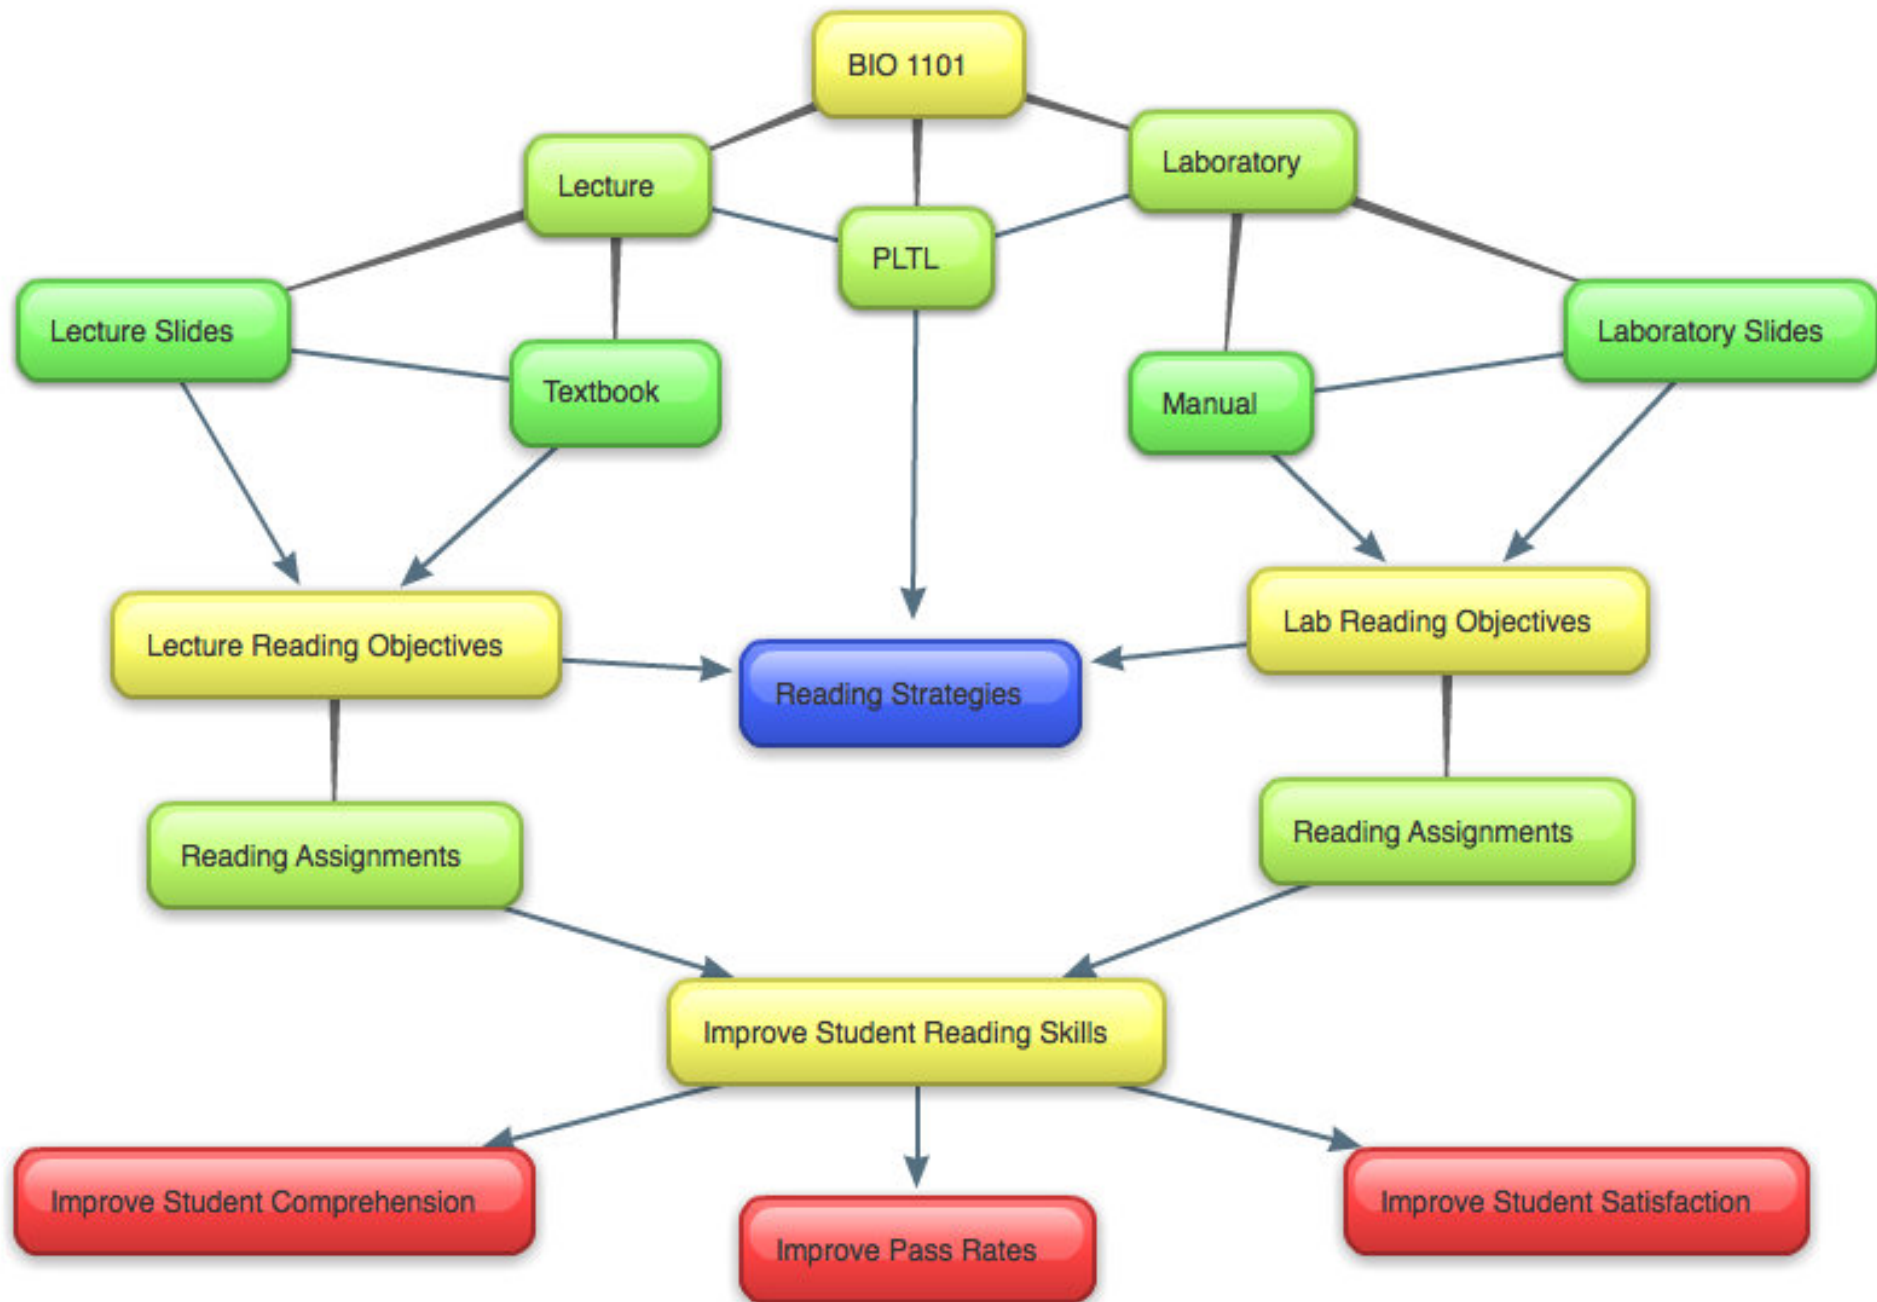 BIO 1101
Lecture
Laboratory
PLTL
Lecture Slides
Textbook
Manual
Laboratory Slides
Lecture Reading Objectives
Reading Strategies
Lab Reading Objectives
Reading Assignments
Reading Assignments
Improve Student Reading Skills
Improve Student Comprehension
Improve Pass Rates
Improve Student Satisfaction